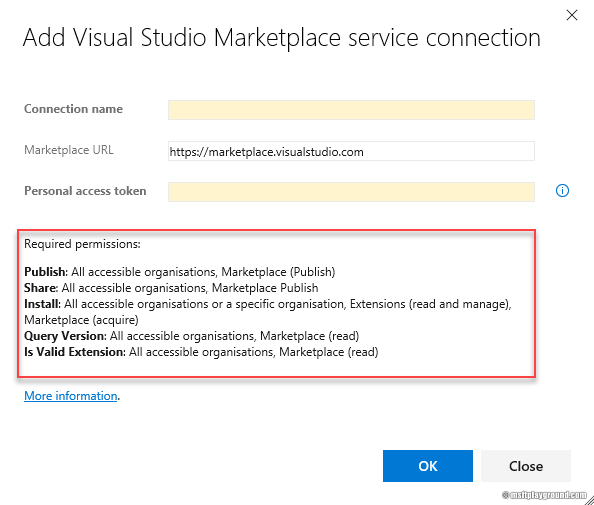 Add Visual Studio Marketplace service connection
Connection name
Marketplace URL
https://marketplace.visualstudio.com
Personal access token
Required permissions:
Publish: All accessible organisations, Marketplace (Publish)
Share: All accessible organisations, Marketplace Publish
Install: All accessible organisations or a specific organisation, Extensions (read and manage),
Marketplace (acquire)
Query Version: All accessible organisations, Marketplace (read)
Is Valid Extension: All accessible organisations, Marketplace (read)
More information.
OK
Close
@ msftplayground.com